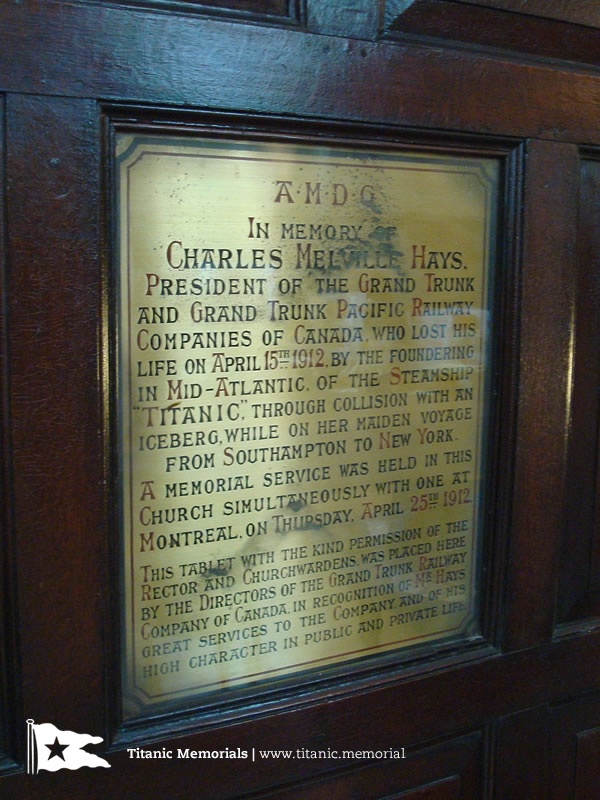 A·M·D·G
IN MEMORY OF
CHARLES MELVILLE HAYS,
PRESIDENT OF THE GRAND TRUNK
AND GRAND TRUNK PACIFIC RAILWAY
COMPANIES OF CANADA, WHO LOST HIS
LIFE ON APRIL 15TH 1912, BY THE FOUNDERING
IN MID-ATLANTIC, OF THE STEAMSHIP
"TITANIC", THROUGH COLLISION WITH AN
ICEBERG, WHILE ON HER MAIDEN VOYAGE
FROM SOUTHAMPTON TO NEW YORK.
A MEMORIAL SERVICE WAS HELD IN THIS
CHURCH SIMULTANEOUSLY WITH ONE AT
MONTREAL, ON THURSDAY, APRIL 25TH 1912.
THIS TABLET WITH THE KIND PERMISSION OF THE
RECTOR AND CHURCHWARDENS, WAS PLACED HERE
BY THE DIRECTORS OF THE GRAND TRUNK RAILWAY
COMPANY OF CANADA, IN RECOGNITION OF MR HAYS
GREAT SERVICES TO THE COMPANY, AND OF HIS
HIGH CHARACTER IN PUBLIC AND PRIVATE LIFE.
Titanic Memorials | www.titanic.memorial